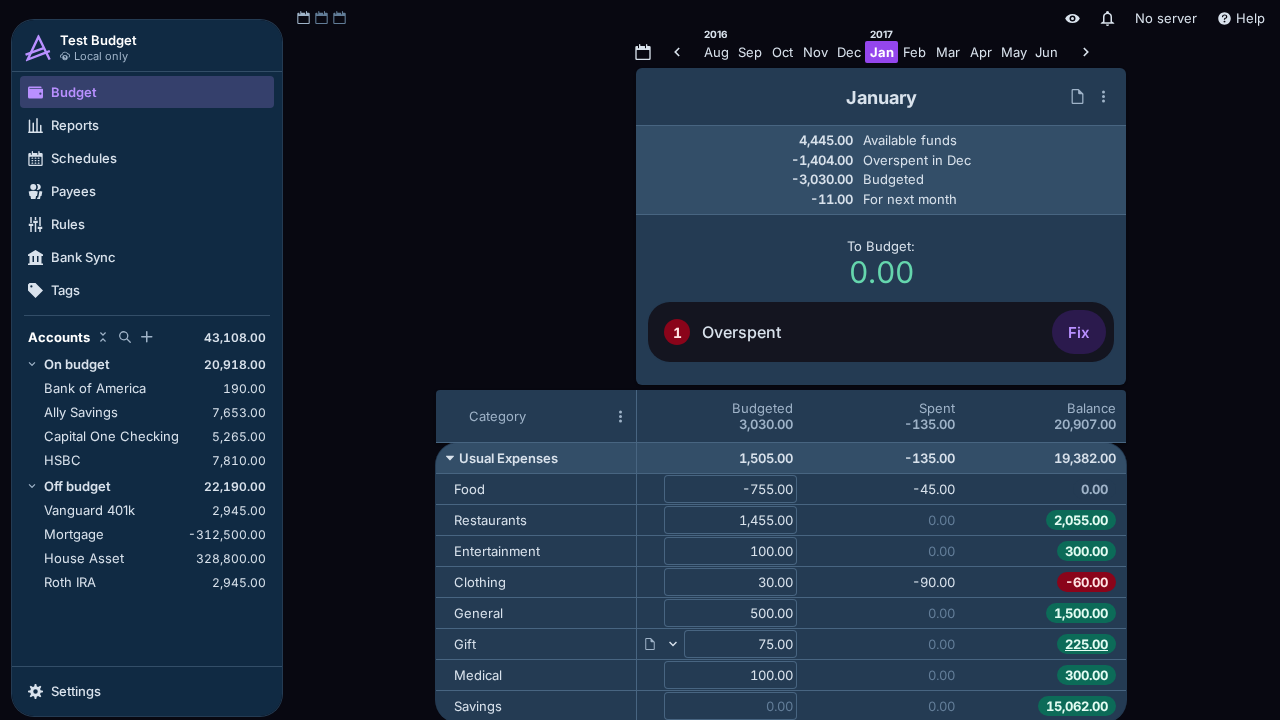 Test Budget
Local only
Budget
Reports
Schedules
Payees
Rules
Bank Sync
Tags
Accounts 43,108.00
On budget 20,918.00
Bank of America 190.00
Ally Savings 7,653.00
Capital One Checking 5,265.00
HSBC 7,810.00
Off budget 22,190.00
Vanguard 401k 2,945.00
Mortgage -312,500.00
House Asset 328,800.00
Roth IRA 2,945.00
Settings
No server Help
2016 2017
Aug Sep Oct Nov Dec Jan Feb Mar Apr May Jun
January
4,445.00 Available funds
-1,404.00 Overspent in Dec
-3,030.00 Budgeted
-11.00 For next month
To Budget:
0.00
1 Overspent Fix
Category Budgeted Spent Balance
3,030.00 -135.00 20,907.00
Usual Expenses 1,505.00 -135.00 19,382.00
Food -755.00 -45.00 0.00
Restaurants 1,455.00 0.00 2,055.00
Entertainment 100.00 0.00 300.00
Clothing 30.00 -90.00 -60.00
General 500.00 0.00 1,500.00
Gift 75.00 0.00 225.00
Medical 100.00 0.00 300.00
Savings 0.00 0.00 15,062.00